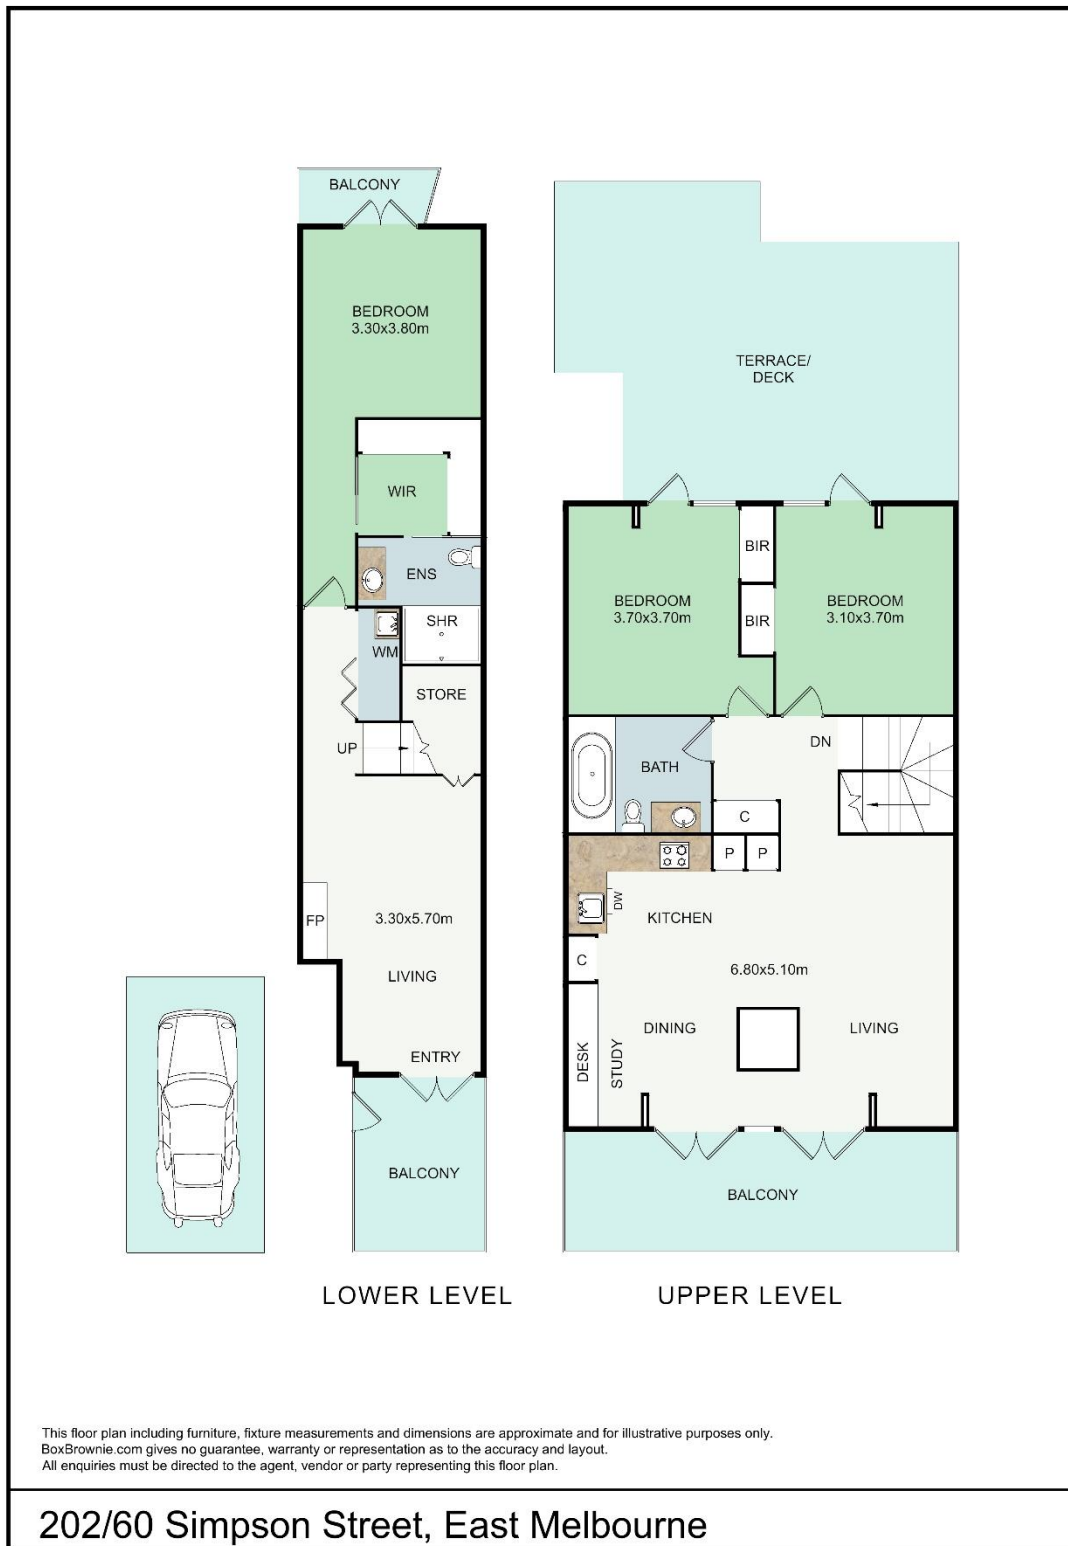 BALCONY
BEDROOM
3.30x3.80m
WIR
ENS
SHR
WM
STORE
UP
FP
3.30x5.70m
LIVING
ENTRY
BALCONY
LOWER LEVEL
TERRACE/
DECK
BIR
BEDROOM
3.70x3.70m
BIR
BEDROOM
3.10x3.70m
DN
BATH
C
P
P
DW
KITCHEN
C
6.80x5.10m
DINING
LIVING
DESK
STUDY
BALCONY
UPPER LEVEL
This floor plan including furniture, fixture measurements and dimensions are approximate and for illustrative purposes only.
BoxBrownie.com gives no guarantee, warranty or representation as to the accuracy and layout.
All enquiries must be directed to the agent, vendor or party representing this floor plan.
202/60 Simpson Street, East Melbourne